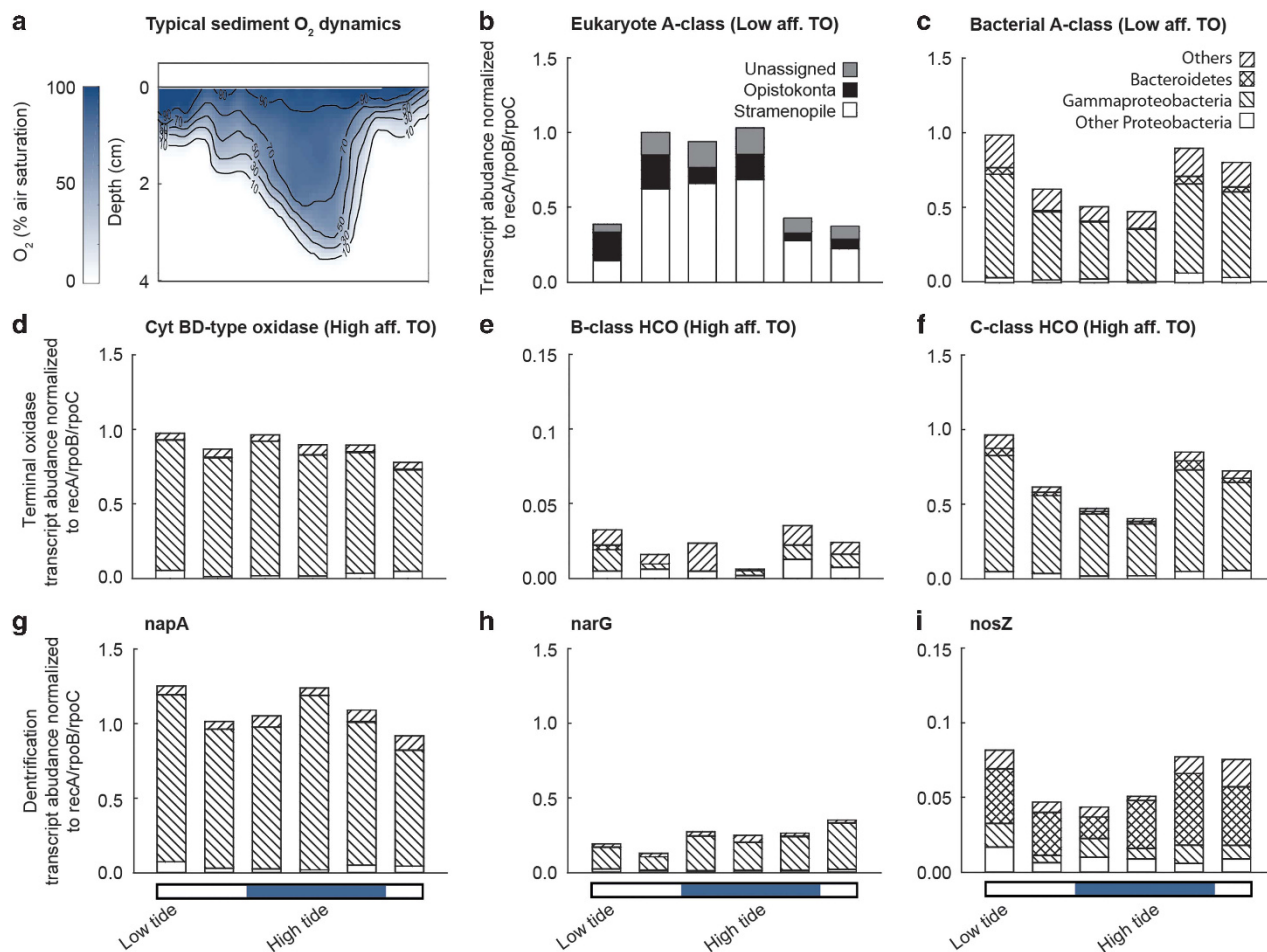 a
Typical sediment O2 dynamics
O2 (% air saturation)
100
50
0
Depth (cm)
0
2
4
b
Eukaryote A-class (Low aff. TO)
Transcript abudance normalized
to recA/rpoB/rpoC
1.5
1.0
0.5
0.0
Unassigned
Opistokonta
Stramenopile
c
Bacterial A-class (Low aff. TO)
1.5
1.0
0.5
0.0
Others
Bacteroidetes
Gammaproteobacteria
Other Proteobacteria
d
Cyt BD-type oxidase (High aff. TO)
Terminal oxidase
transcript abudance normalized
to recA/rpoB/rpoC
1.5
1.0
0.5
0.0
e
B-class HCO (High aff. TO)
0.15
0.1
0.05
0.00
f
C-class HCO (High aff. TO)
1.5
1.0
0.5
0.0
g
napA
Dentrification
transcript abudance normalized
to recA/rpoB/rpoC
1.5
1.0
0.5
0.0
Low tide
High tide
h
narG
1.5
1.0
0.5
0.0
Low tide
High tide
i
nosZ
0.15
0.1
0.05
0.00
Low tide
High tide